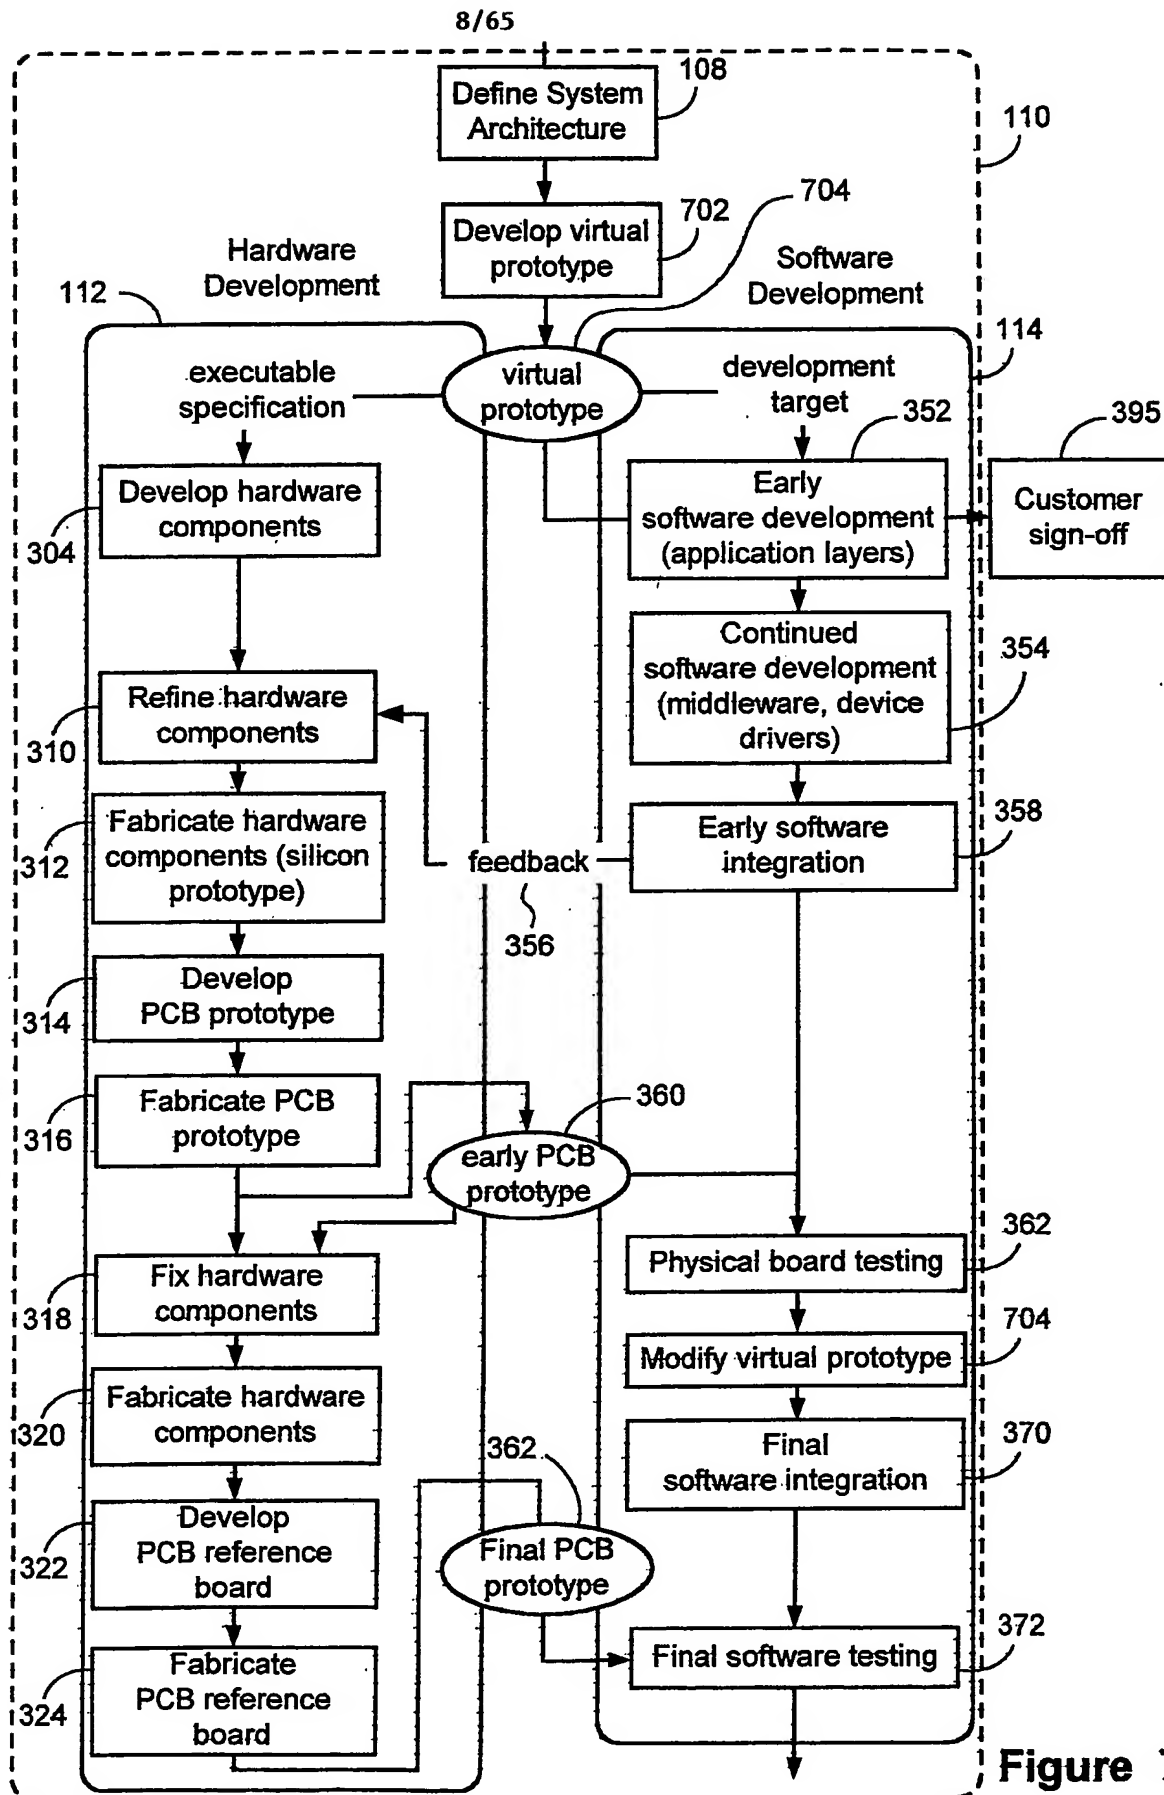 8/65
Define System
Architecture
108
110
Develop virtual
prototype
702
704
Hardware
Development
Software
Development
112
114
virtual
prototype
executable
specification
development
target
352
395
Develop hardware
components
304
Early
software development
(application layers)
Customer
sign-off
Continued
software development
(middleware, device
drivers)
354
Refine hardware
components
310
Fabricate hardware
components (silicon
prototype)
312
feedback
356
Early software
integration
358
Develop
PCB prototype
314
Fabricate PCB
prototype
316
early PCB
prototype
360
Physical board testing
362
Fix hardware
components
318
Modify virtual prototype
704
Fabricate hardware
components
320
Final
software integration
370
362
Develop
PCB reference
board
322
Final PCB
prototype
Final software testing
372
Fabricate
PCB reference
board
324
Figure